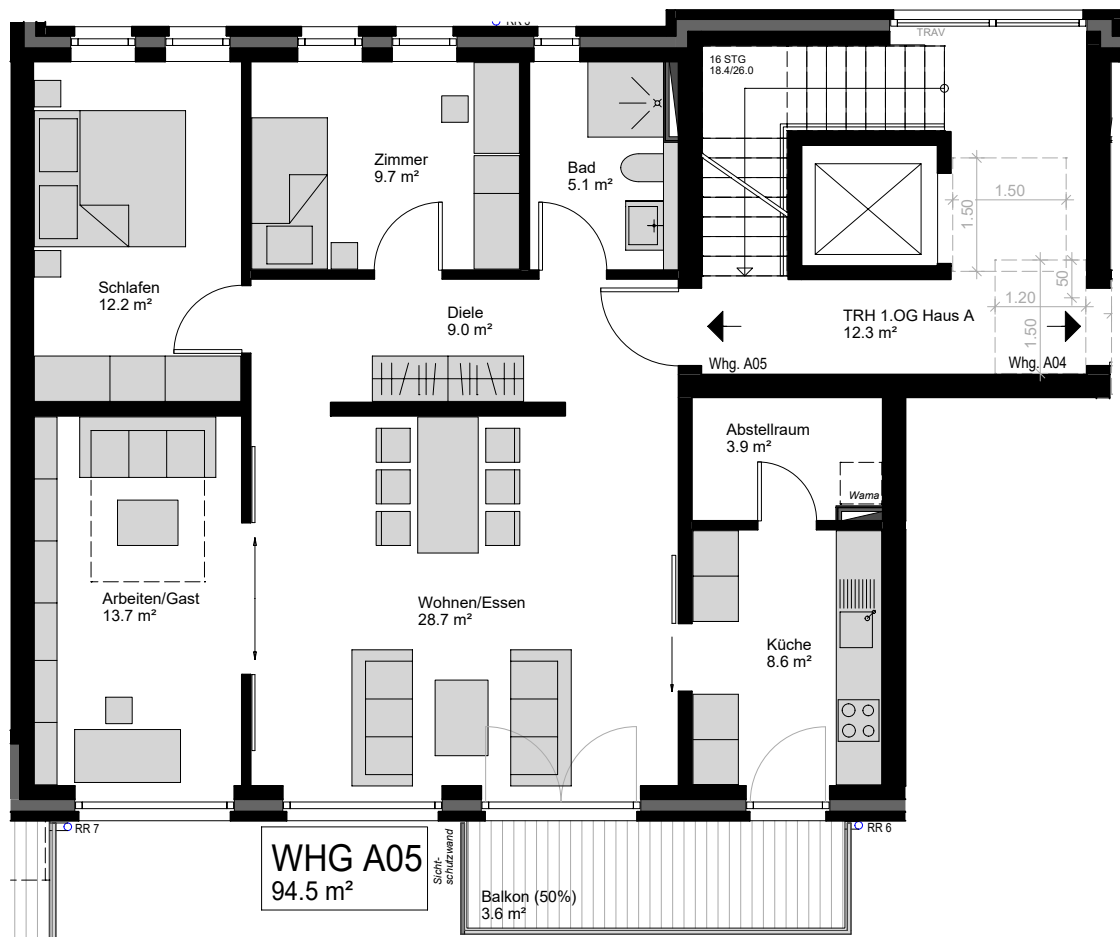 TRAV
16 STG
18.4/26.0
Zimmer
9.7 m²
Bad
5.1 m²
1.50
1.50
Schlafen
12.2 m²
Diele
9.0 m²
TRH 1.OG Haus A
12.3 m²
50
1.20
1.50
Whg. A05
Whg. A04
Abstellraum
3.9 m²
Wama
Arbeiten/Gast
13.7 m²
Wohnen/Essen
28.7 m²
Küche
8.6 m²
RR 7
RR 6
WHG A05
94.5 m²
Sicht-
schutzwand
Balkon (50%)
3.6 m²